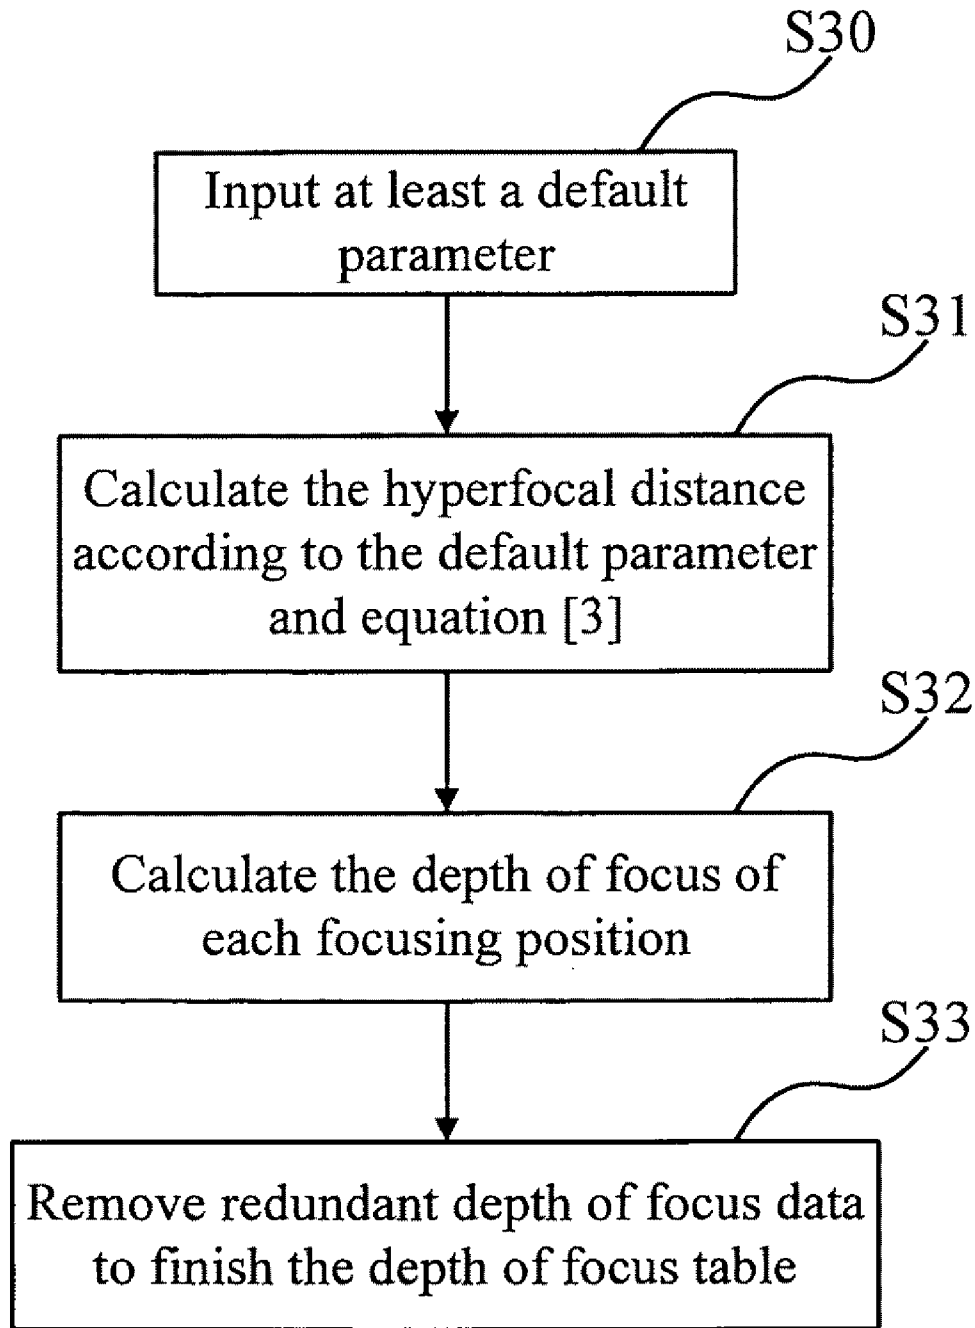 S30
Input at least a default
parameter
S31
Calculate the hyperfocal distance
according to the default parameter
and equation [3]
S32
Calculate the depth of focus of
each focusing position
S33
Remove redundant depth of focus data
to finish the depth of focus table